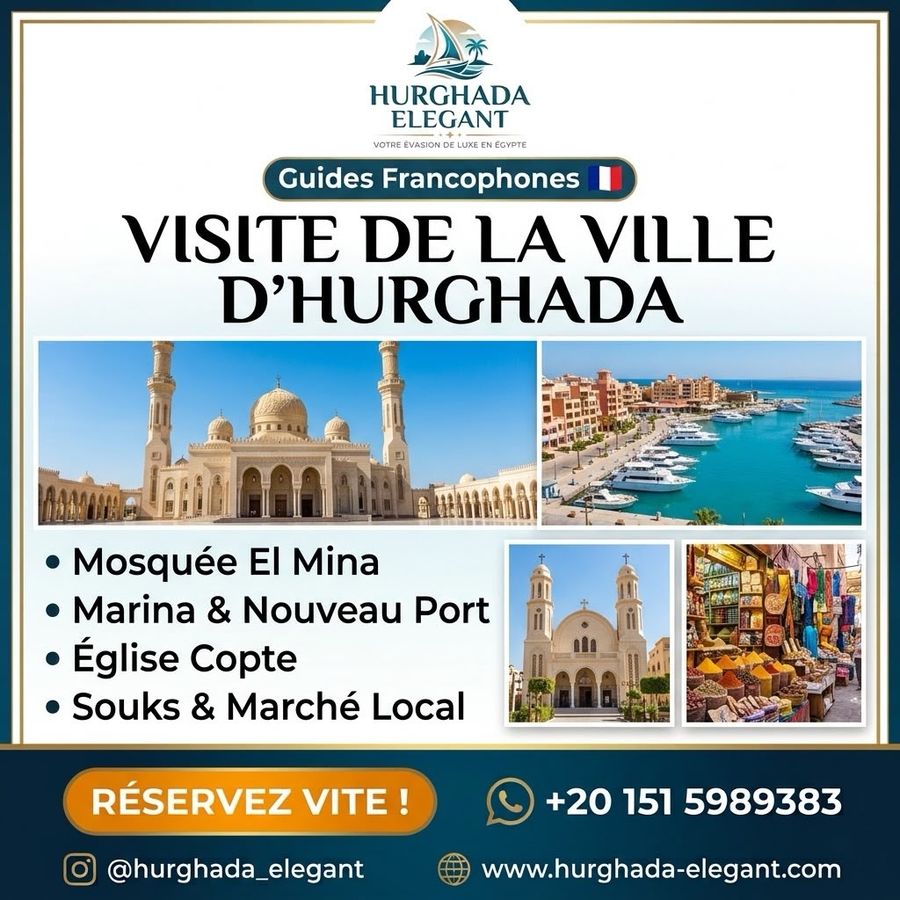 HURGHADA
ELEGANT
VOTRE ÉVASION DE LUXE EN ÉGYPTE
Guides Francophones 🇫🇷
VISITE DE LA VILLE
D’HURGHADA
• Mosquée El Mina
• Marina & Nouveau Port
• Église Copte
• Souks & Marché Local
RÉSERVEZ VITE !
+20 151 5989383
@hurghada_elegant
www.hurghada-elegant.com